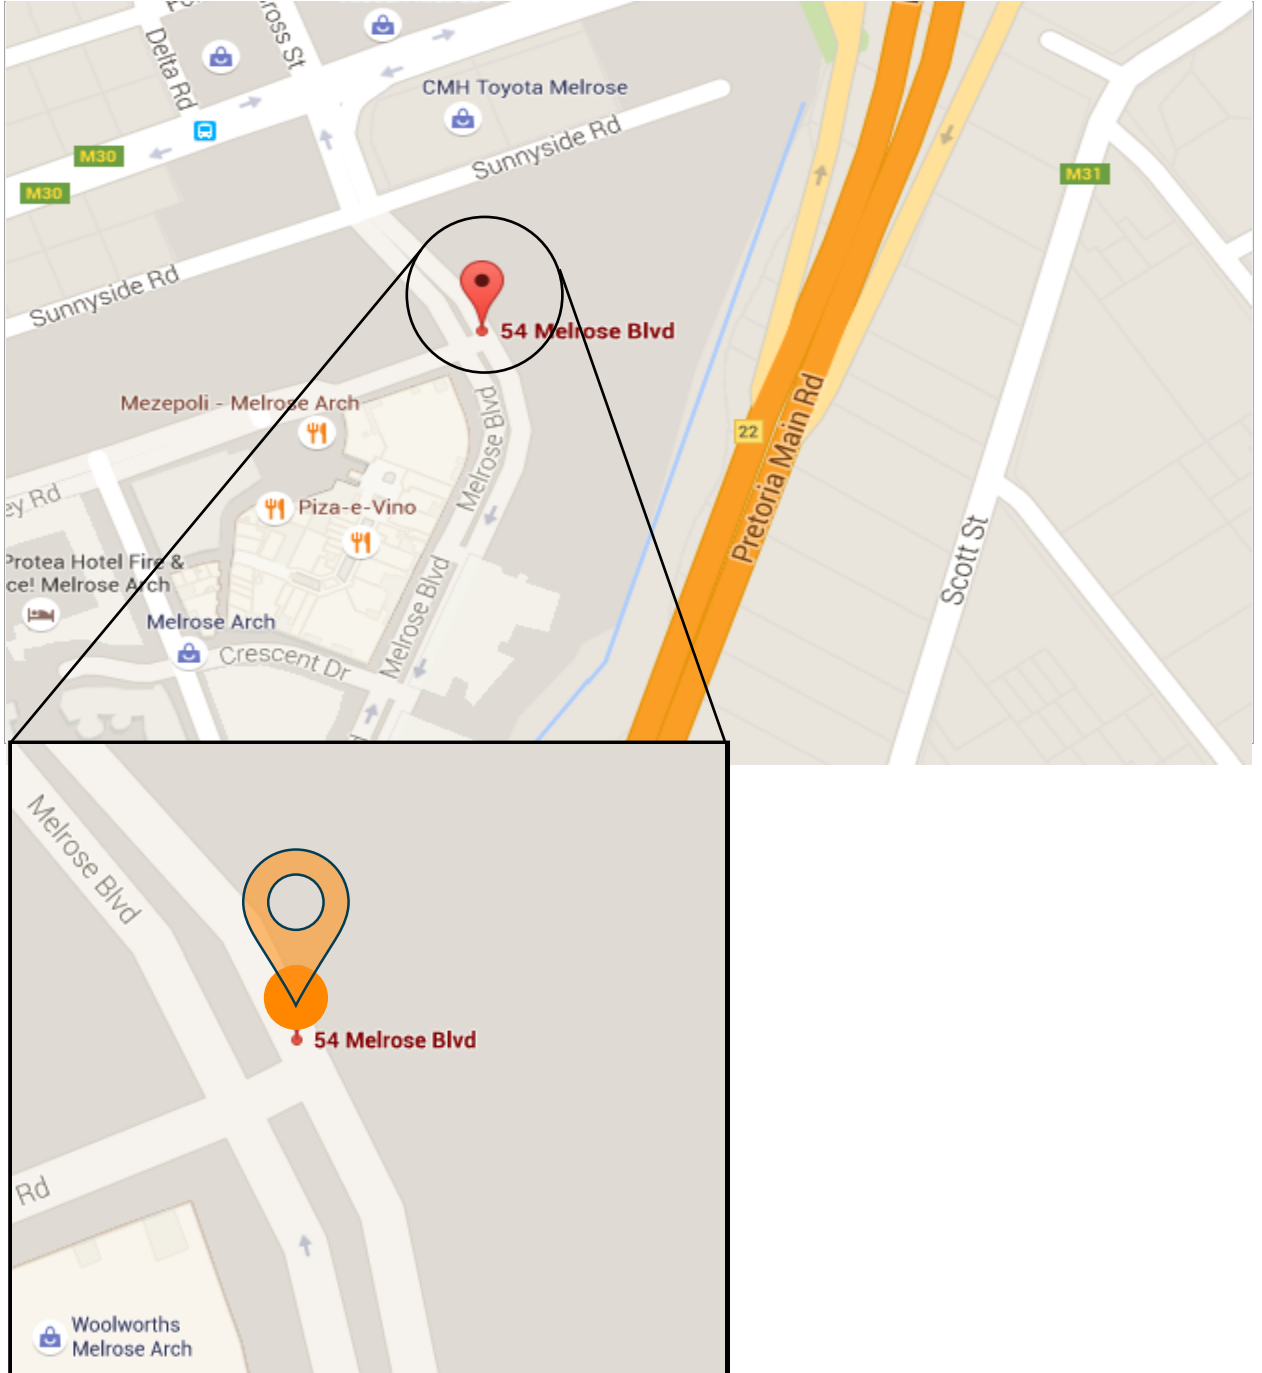 ross St
Delta Rd
CMH Toyota Melrose
Sunnyside Rd
M30
M30
M31
Sunnyside Rd
54 Melrose Blvd
Mezepoli - Melrose Arch
Melrose Blvd
22
Pretoria Main Rd
ey Rd
Piza-e-Vino
Scott St
Protea Hotel Fire &
ce! Melrose Arch
Melrose Blvd
Melrose Arch
Crescent Dr
Melrose Blvd
54 Melrose Blvd
Rd
Woolworths
Melrose Arch